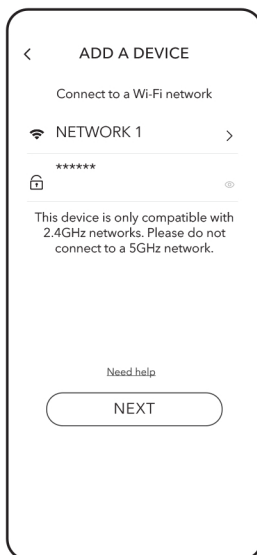 ADD A DEVICE
Connect to a Wi-Fi network
NETWORK 1
******
This device is only compatible with
2.4GHz networks. Please do not
connect to a 5GHz network.
Need help
NEXT